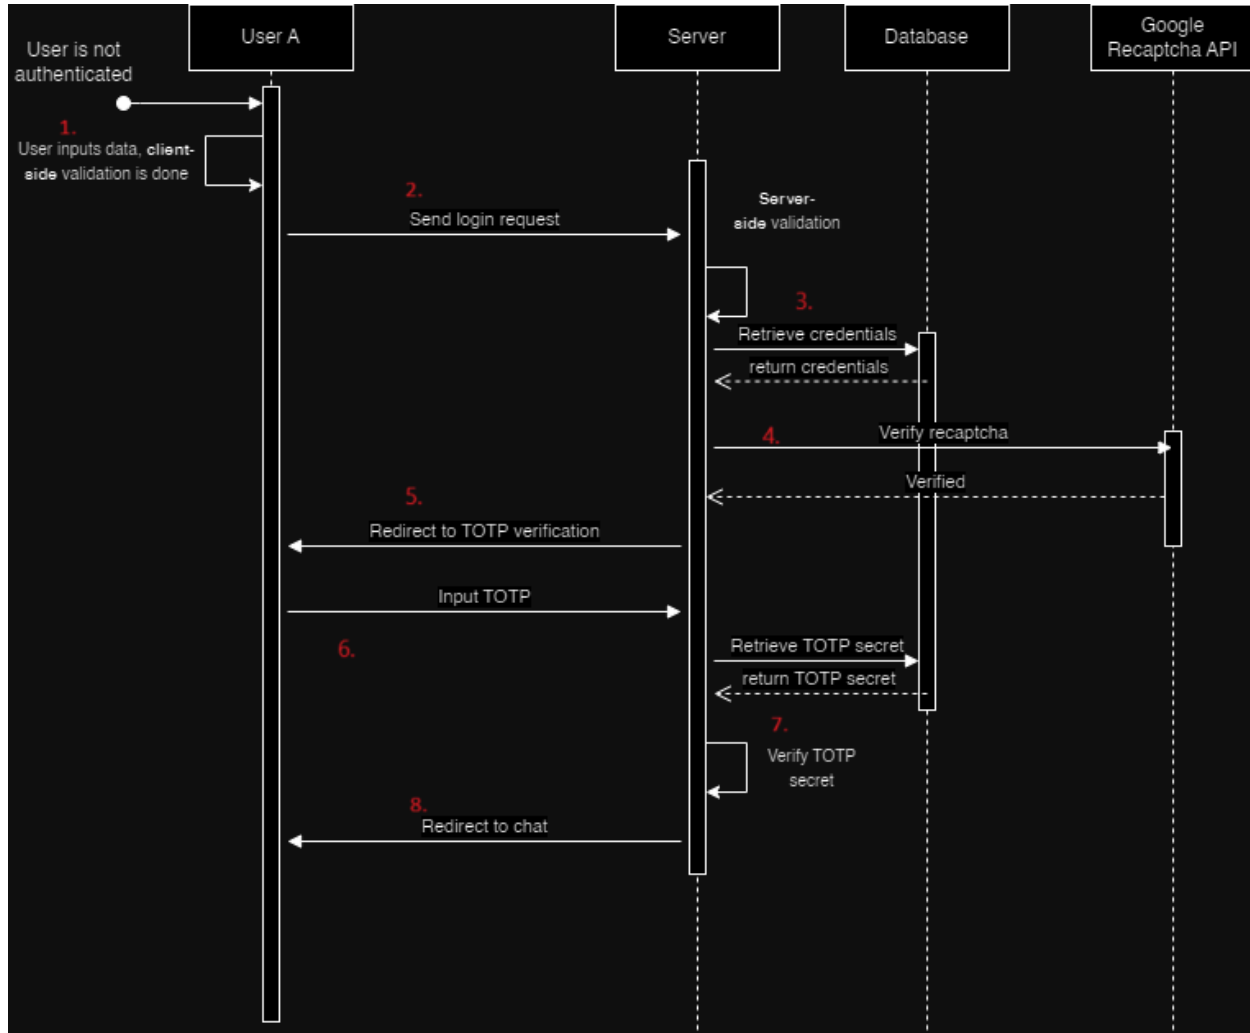 User A
Server
Database
Google
Recaptcha API
User is not
authenticated
1.
User inputs data, client-
side validation is done
2.
Send login request
Server-
side validation
3.
Retrieve credentials
return credentials
4.
Verify recaptcha
Verified
5.
Redirect to TOTP verification
Input TOTP
6.
Retrieve TOTP secret
return TOTP secret
7.
Verify TOTP
secret
8.
Redirect to chat